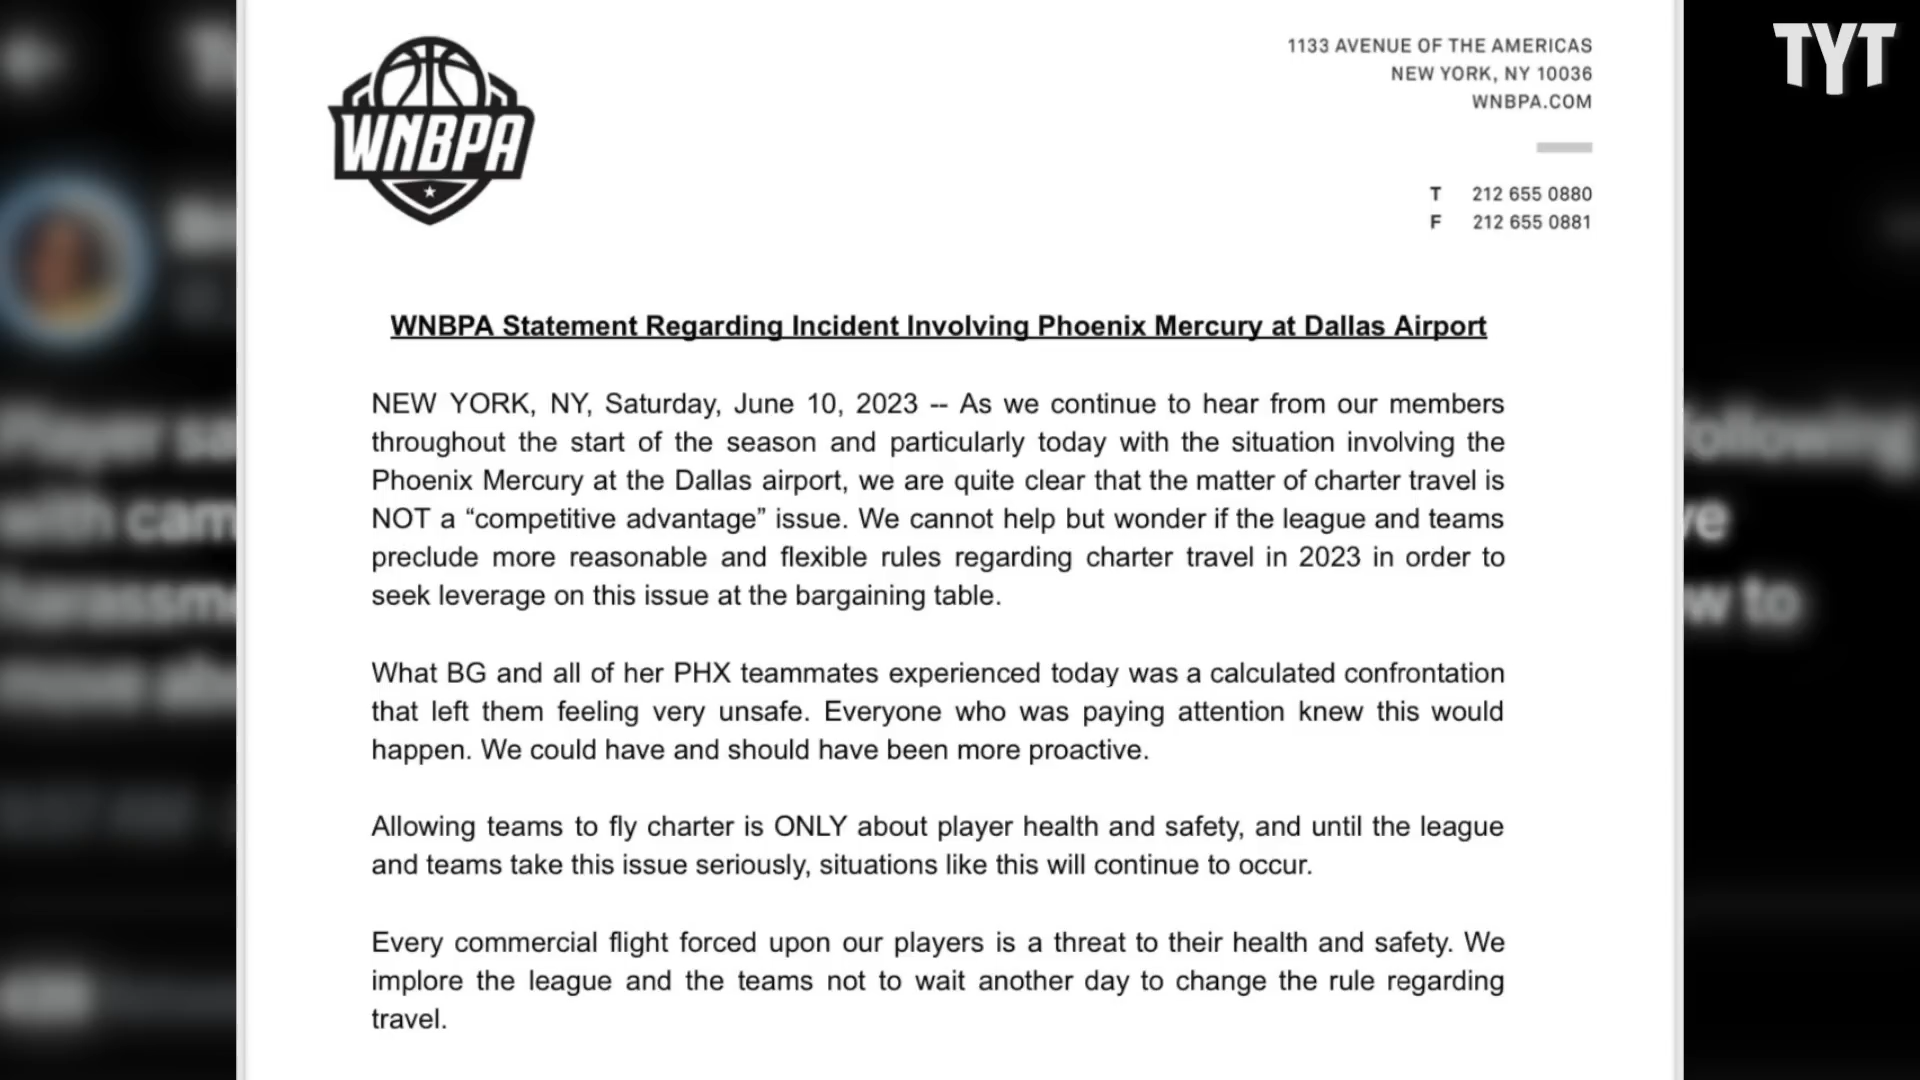 TYT
WNBPA
1133 AVENUE OF THE AMERICAS
NEW YORK, NY 10036
WNBPA.COM
T 212 655 0880
F 212 655 0881
WNBPA Statement Regarding Incident Involving Phoenix Mercury at Dallas Airport
NEW YORK, NY, Saturday, June 10, 2023 -- As we continue to hear from our members
throughout the start of the season and particularly today with the situation involving the
Phoenix Mercury at the Dallas airport, we are quite clear that the matter of charter travel is
NOT a “competitive advantage” issue. We cannot help but wonder if the league and teams
preclude more reasonable and flexible rules regarding charter travel in 2023 in order to
seek leverage on this issue at the bargaining table.
What BG and all of her PHX teammates experienced today was a calculated confrontation
that left them feeling very unsafe. Everyone who was paying attention knew this would
happen. We could have and should have been more proactive.
Allowing teams to fly charter is ONLY about player health and safety, and until the league
and teams take this issue seriously, situations like this will continue to occur.
Every commercial flight forced upon our players is a threat to their health and safety. We
implore the league and the teams not to wait another day to change the rule regarding
travel.
following
w to